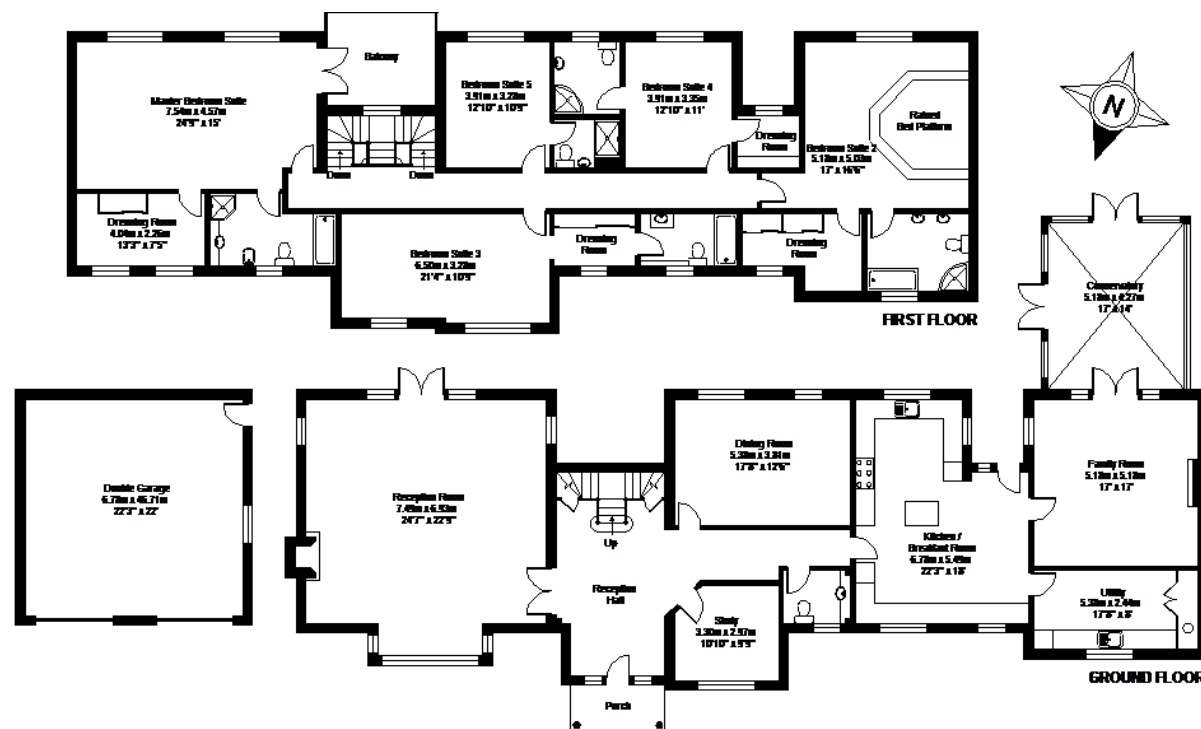 Balcony
Master Bedroom Suite
7.54m x 4.57m
24'9" x 15'
Bedroom Suite 5
3.91m x 3.28m
12'10" x 10'9"
Bedroom Suite 4
3.91m x 3.35m
12'10" x 11'
Dressing
Room
Raised
Bed Platform
Bedroom Suite 2
5.18m x 5.03m
17' x 16'6"
N
Down
Down
Dressing Room
4.04m x 2.26m
13'3" x 7'5"
Bedroom Suite 3
6.50m x 3.28m
21'4" x 10'9"
Dressing
Room
Dressing
Room
FIRST FLOOR
Conservatory
5.18m x 4.27m
17' x 14'
Double Garage
6.78m x 46.71m
22'3" x 22'
Reception Room
7.49m x 6.93m
24'7" x 22'9"
Up
Reception
Hall
Dining Room
5.38m x 3.81m
17'8" x 12'6"
Kitchen /
Breakfast Room
6.78m x 5.49m
22'3" x 18'
Family Room
5.18m x 5.18m
17' x 17'
Utility
5.38m x 2.44m
17'8" x 8'
Study
3.30m x 2.97m
10'10" x 9'9"
Porch
GROUND FLOOR